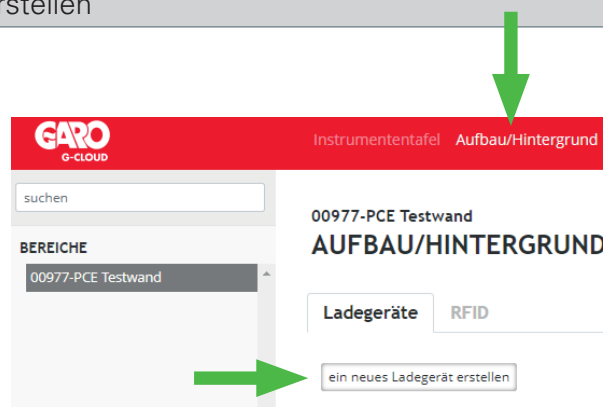 rstellen
GARO
G-CLOUD
Instrumententafel Aufbau/Hintergrund
suchen
BEREICHE
00977-PCE Testwand
00977-PCE Testwand
AUFBAU/HINTERGRUND
Ladegeräte RFID
ein neues Ladegerät erstellen